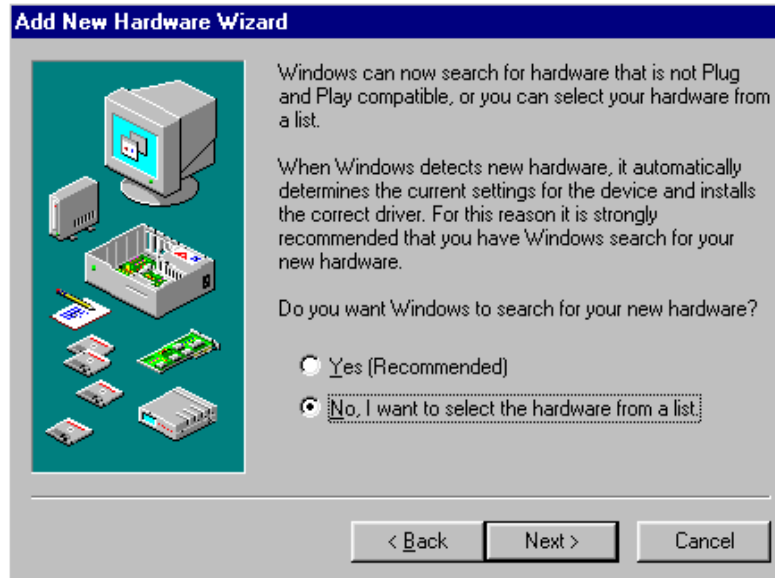 Add New Hardware Wizard
Windows can now search for hardware that is not Plug
and Play compatible, or you can select your hardware from
a list.
When Windows detects new hardware, it automatically
determines the current settings for the device and installs
the correct driver. For this reason it is strongly
recommended that you have Windows search for your
new hardware.
Do you want Windows to search for your new hardware?
Yes (Recommended)
No, I want to select the hardware from a list.
< Back
Next >
Cancel